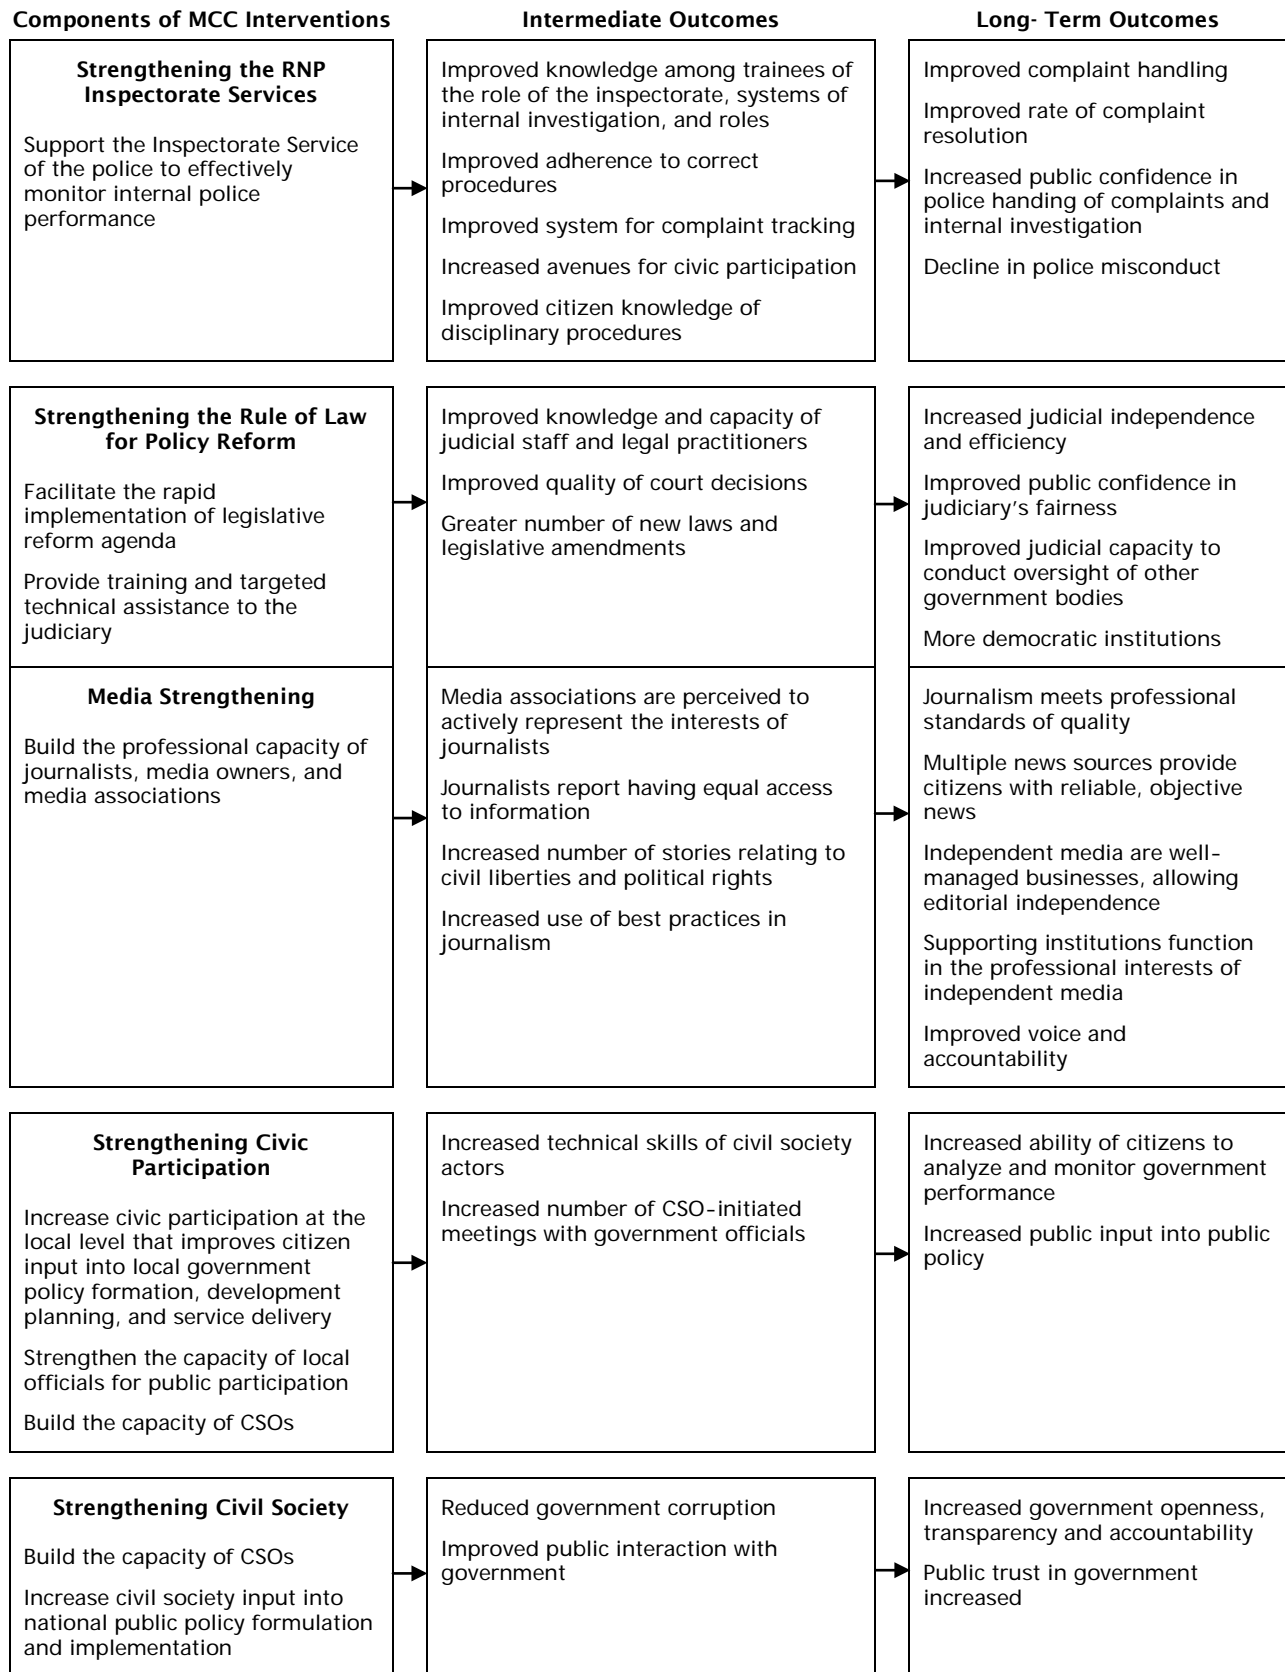 Components of MCC Interventions
Intermediate Outcomes
Long- Term Outcomes
Strengthening the RNP
Inspectorate Services
Support the Inspectorate Service
of the police to effectively
monitor internal police
performance
Improved knowledge among trainees of
the role of the inspectorate, systems of
internal investigation, and roles
Improved adherence to correct
procedures
Improved system for complaint tracking
Increased avenues for civic participation
Improved citizen knowledge of
disciplinary procedures
Improved complaint handling
Improved rate of complaint
resolution
Increased public confidence in
police handing of complaints and
internal investigation
Decline in police misconduct
Strengthening the Rule of Law
for Policy Reform
Facilitate the rapid
implementation of legislative
reform agenda
Provide training and targeted
technical assistance to the
judiciary
Improved knowledge and capacity of
judicial staff and legal practitioners
Improved quality of court decisions
Greater number of new laws and
legislative amendments
Increased judicial independence
and efficiency
Improved public confidence in
judiciary's fairness
Improved judicial capacity to
conduct oversight of other
government bodies
More democratic institutions
Media Strengthening
Build the professional capacity of
journalists, media owners, and
media associations
Media associations are perceived to
actively represent the interests of
journalists
Journalists report having equal access
to information
Increased number of stories relating to
civil liberties and political rights
Increased use of best practices in
journalism
Journalism meets professional
standards of quality
Multiple news sources provide
citizens with reliable, objective
news
Independent media are well-
managed businesses, allowing
editorial independence
Supporting institutions function
in the professional interests of
independent media
Improved voice and
accountability
Strengthening Civic
Participation
Increase civic participation at the
local level that improves citizen
input into local government
policy formation, development
planning, and service delivery
Strengthen the capacity of local
officials for public participation
Build the capacity of CSOs
Increased technical skills of civil society
actors
Increased number of CSO-initiated
meetings with government officials
Increased ability of citizens to
analyze and monitor government
performance
Increased public input into public
policy
Strengthening Civil Society
Build the capacity of CSOs
Increase civil society input into
national public policy formulation
and implementation
Reduced government corruption
Improved public interaction with
government
Increased government openness,
transparency and accountability
Public trust in government
increased